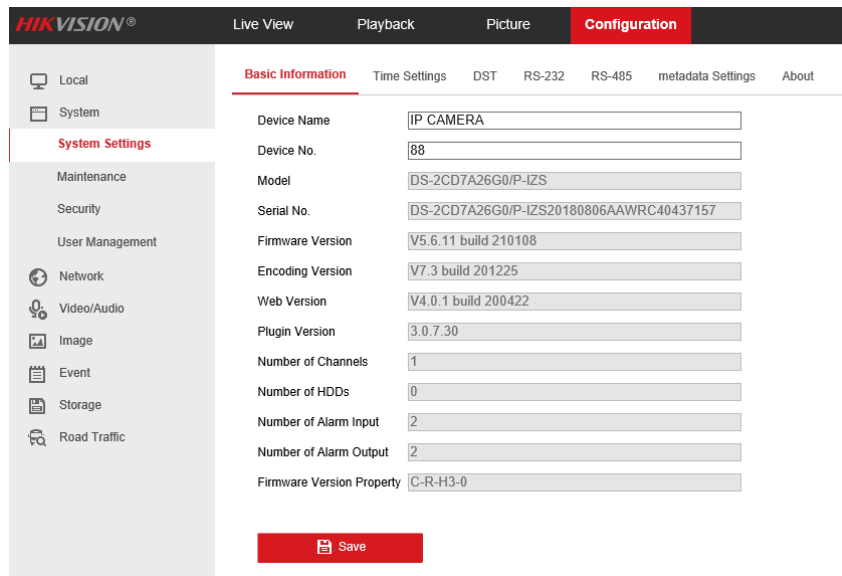 HIKVISION®
Live View Playback Picture Configuration
Local
System
System Settings
Maintenance
Security
User Management
Network
Video/Audio
Image
Event
Storage
Road Traffic
Basic Information Time Settings DST RS-232 RS-485 metadata Settings About
Device Name IP CAMERA
Device No. 88
Model DS-2CD7A26G0/P-IZS
Serial No. DS-2CD7A26G0/P-IZS20180806AAWRC40437157
Firmware Version V5.6.11 build 210108
Encoding Version V7.3 build 201225
Web Version V4.0.1 build 200422
Plugin Version 3.0.7.30
Number of Channels 1
Number of HDDs 0
Number of Alarm Input 2
Number of Alarm Output 2
Firmware Version Property C-R-H3-0
Save